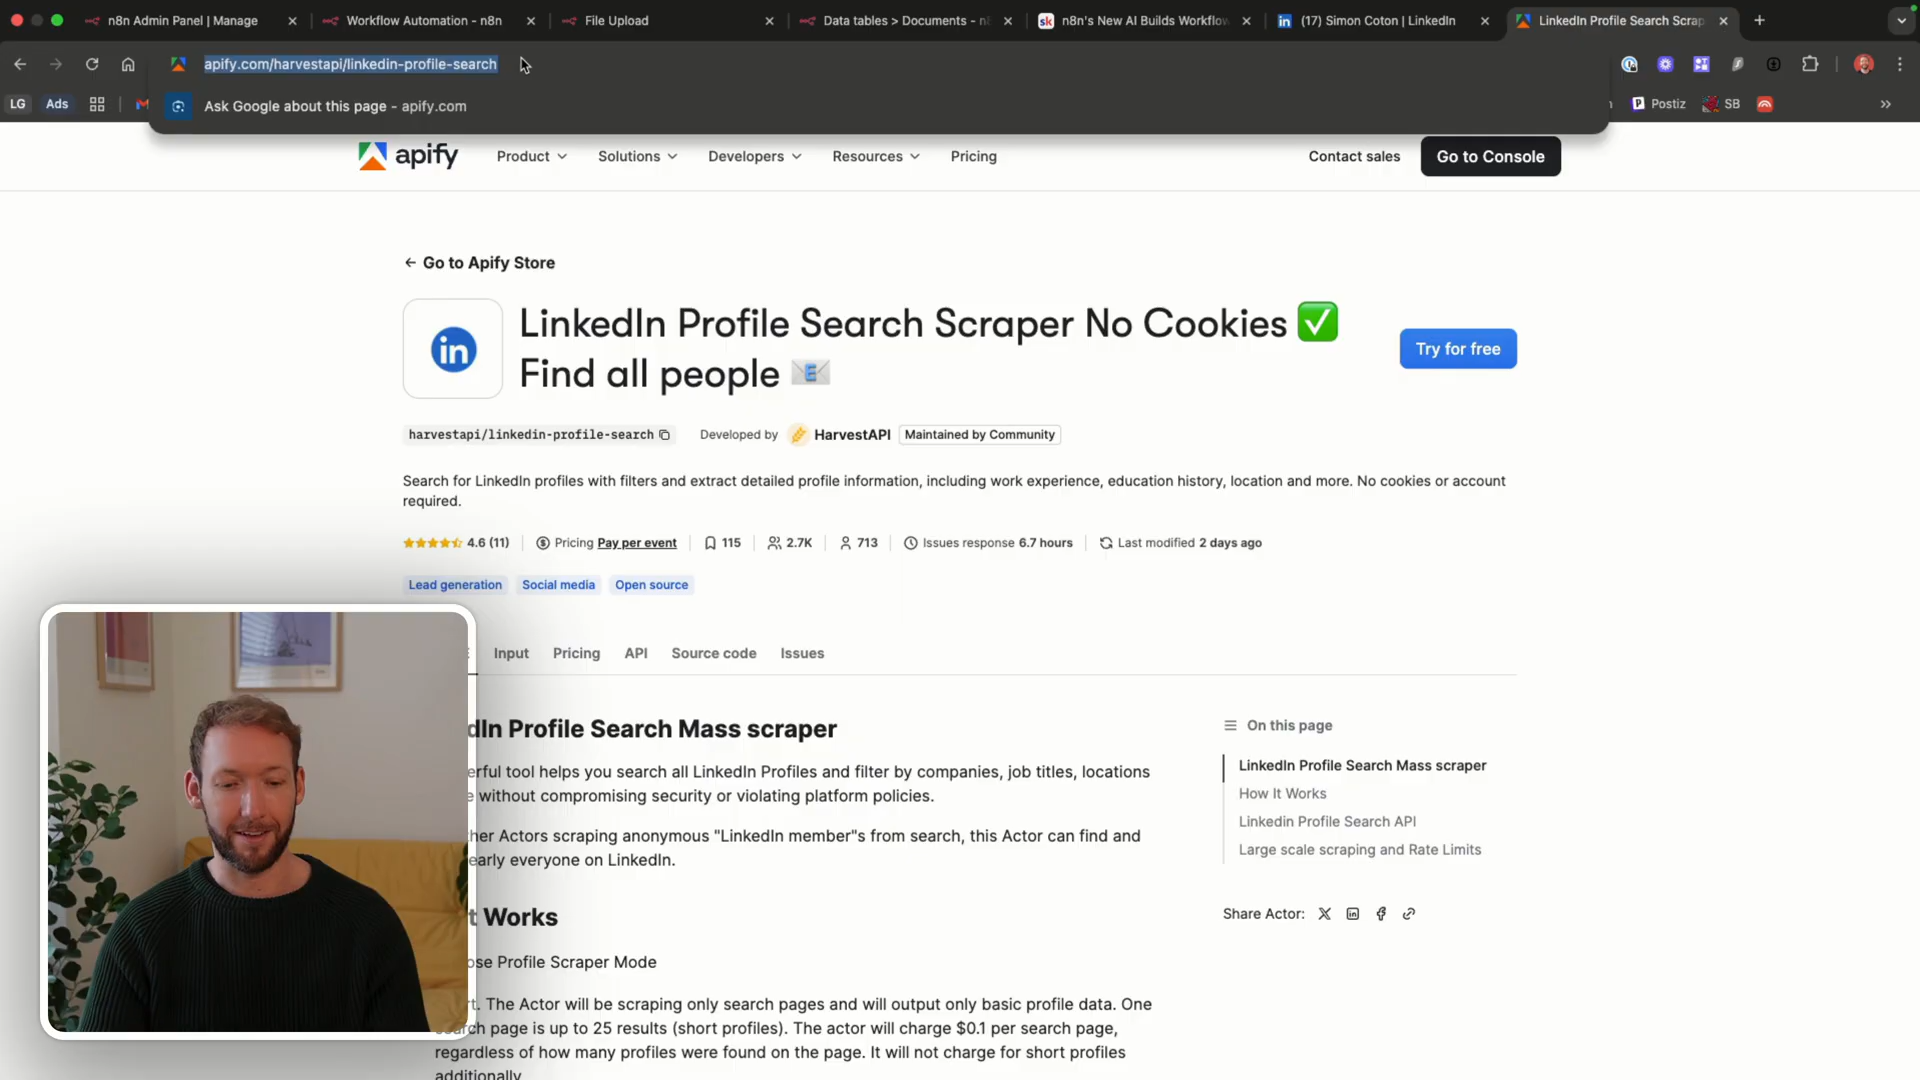 n8n Admin Panel | Manage
Workflow Automation - n8n
File Upload
Data tables > Documents - n8
n8n's New AI Builds Workflow
(17) Simon Coton | LinkedIn
LinkedIn Profile Search Scrap
apify.com/harvestapi/linkedin-profile-search
Ask Google about this page - apify.com
LG
Ads
Postiz
SB
apify
Product
Solutions
Developers
Resources
Pricing
Contact sales
Go to Console
← Go to Apify Store
LinkedIn Profile Search Scraper No Cookies ✅
Find all people 📧
Try for free
harvestapi/linkedin-profile-search
Developed by
HarvestAPI
Maintained by Community
Search for LinkedIn profiles with filters and extract detailed profile information, including work experience, education history, location and more. No cookies or account
required.
4.6 (11)
Pricing Pay per event
115
2.7K
713
Issues response 6.7 hours
Last modified 2 days ago
Lead generation
Social media
Open source
Input
Pricing
API
Source code
Issues
dIn Profile Search Mass scraper
erful tool helps you search all LinkedIn Profiles and filter by companies, job titles, locations
without compromising security or violating platform policies.
her Actors scraping anonymous "LinkedIn member"s from search, this Actor can find and
early everyone on LinkedIn.
t Works
ose Profile Scraper Mode
t. The Actor will be scraping only search pages and will output only basic profile data. One
search page is up to 25 results (short profiles). The actor will charge $0.1 per search page,
regardless of how many profiles were found on the page. It will not charge for short profiles
additionally.
On this page
LinkedIn Profile Search Mass scraper
How It Works
Linkedin Profile Search API
Large scale scraping and Rate Limits
Share Actor: